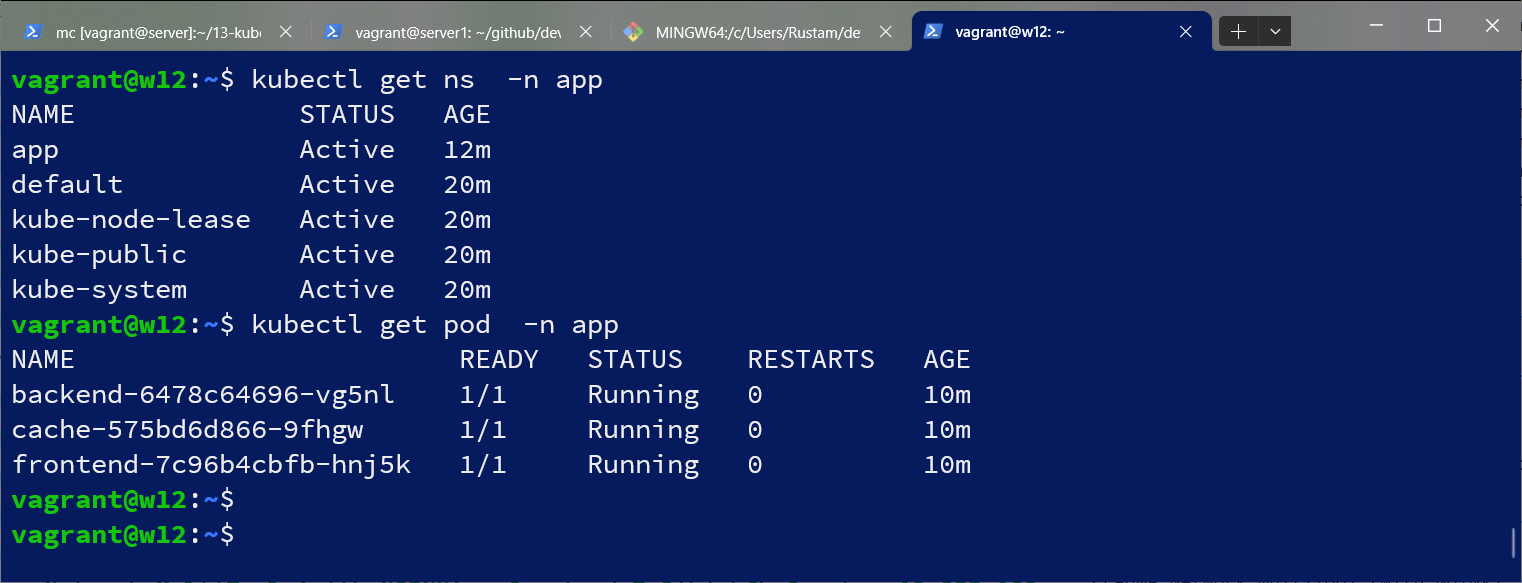 mc [vagrant@server]:~/13-kub
vagrant@server1: ~/github/de
MINGW64:/c/Users/Rustam/de
vagrant@w12: ~
vagrant@w12:~$ kubectl get ns  -n app
NAME              STATUS   AGE
app               Active   12m
default           Active   20m
kube-node-lease   Active   20m
kube-public       Active   20m
kube-system       Active   20m
vagrant@w12:~$ kubectl get pod  -n app
NAME                        READY   STATUS    RESTARTS   AGE
backend-6478c64696-vg5nl    1/1     Running   0          10m
cache-575bd6d866-9fhgw      1/1     Running   0          10m
frontend-7c96b4cbfb-hnj5k   1/1     Running   0          10m
vagrant@w12:~$
vagrant@w12:~$